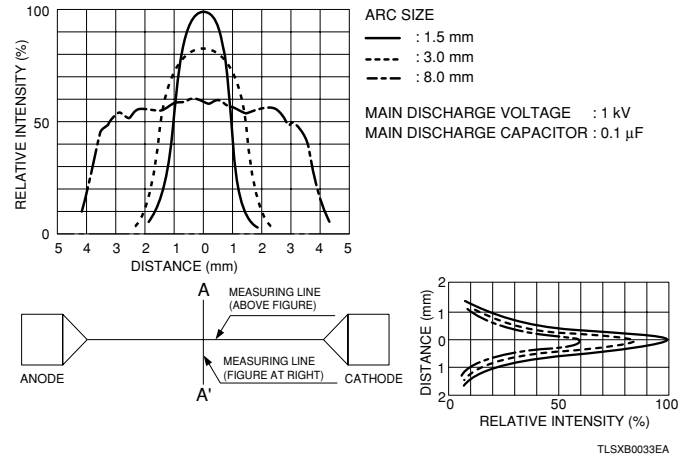 100
50
0
RELATIVE INTENSITY (%)
5 4 3 2 1 0 1 2 3 4 5
DISTANCE (mm)
ARC SIZE
: 1.5 mm
: 3.0 mm
: 8.0 mm
MAIN DISCHARGE VOLTAGE : 1 kV
MAIN DISCHARGE CAPACITOR : 0.1 µF
A
MEASURING LINE
(ABOVE FIGURE)
MEASURING LINE
(FIGURE AT RIGHT)
ANODE
CATHODE
A'
2
1
0
1
2
DISTANCE (mm)
0 50 100
RELATIVE INTENSITY (%)
TLSXB0033EA